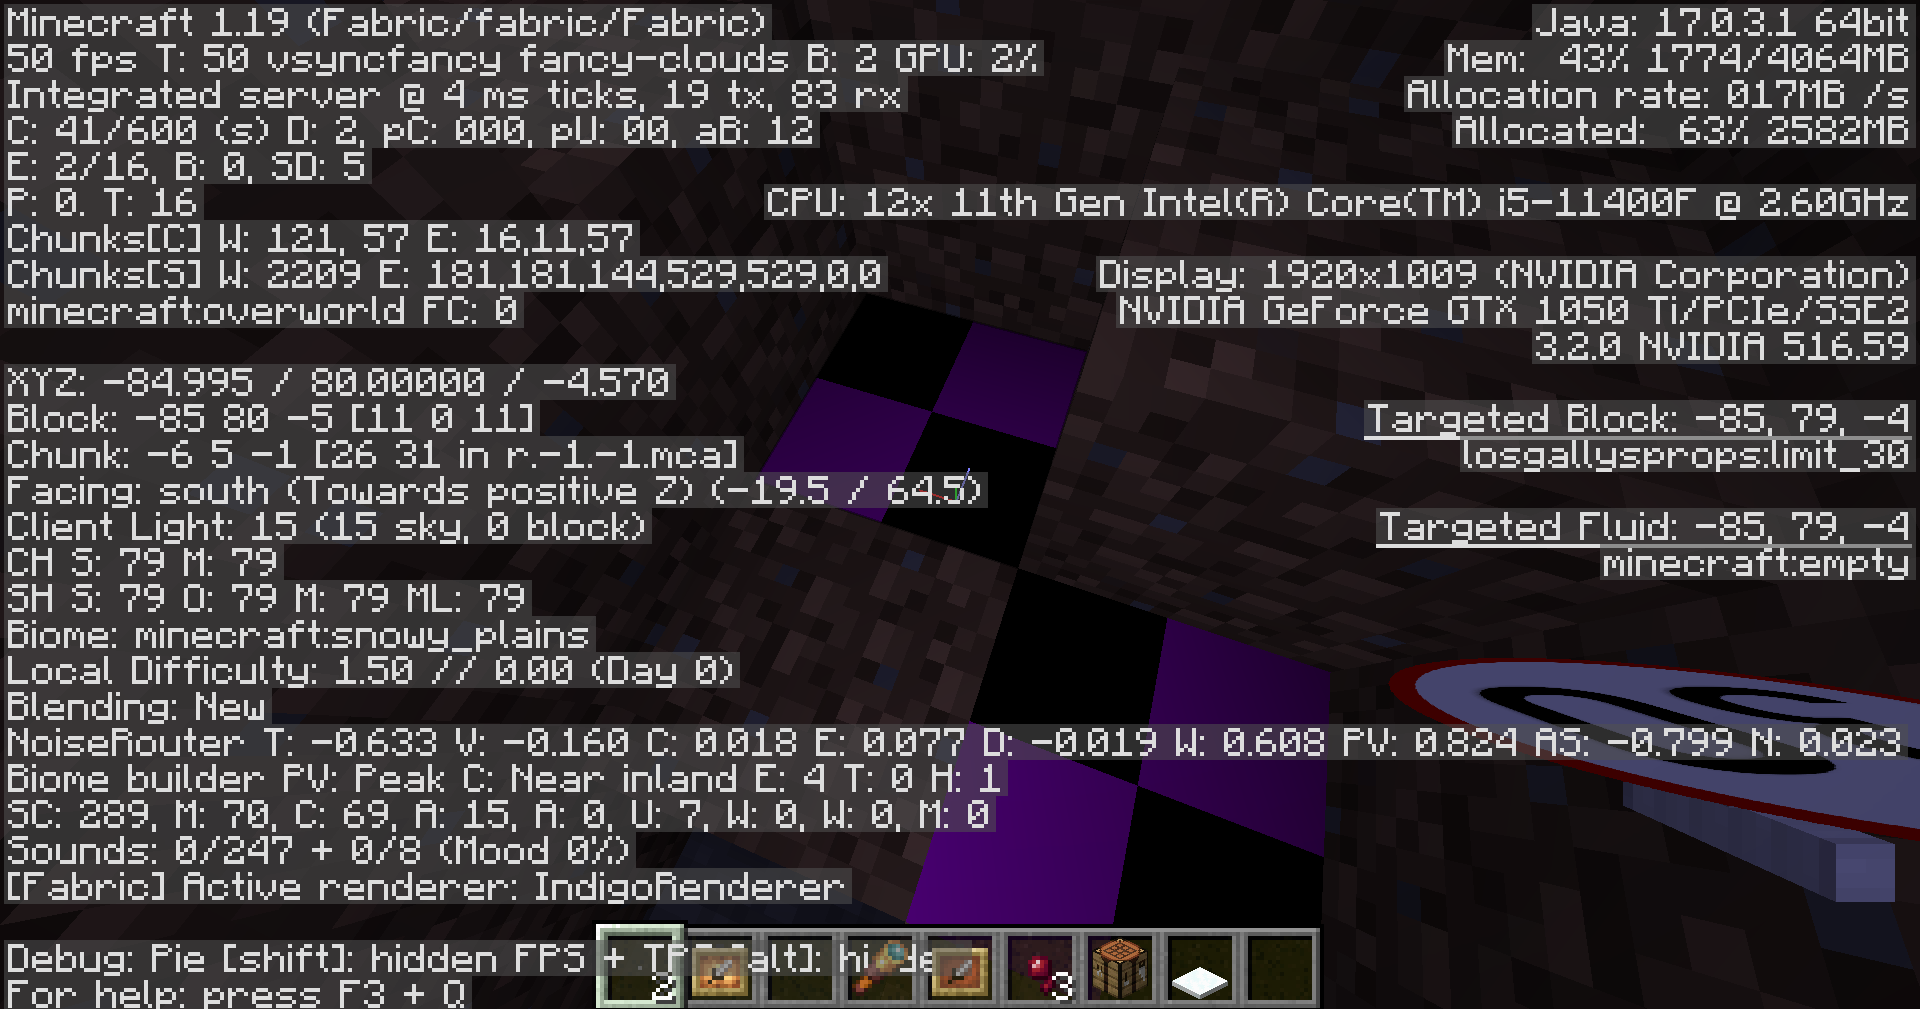 Minecraft 1.19 (Fabric/fabric/Fabric)
50 fps T: 50 vsyncfancy fancy-clouds B: 2 GPU: 2%
Integrated server @ 4 ms ticks, 19 tx, 83 rx
C: 41/600 (s) D: 2, pC: 000, pU: 00, aB: 12
E: 2/16, B: 0, SD: 5
P: 0. T: 16
Chunks[C] W: 121, 57 E: 16,11,57
Chunks[S] W: 2209 E: 181,181,144,529,529,0,0
minecraft:overworld FC: 0
XYZ: -84.995 / 80.00000 / -4.570
Block: -85 80 -5 [11 0 11]
Chunk: -6 5 -1 [26 31 in r.-1.-1.mca]
Facing: south (Towards positive Z) (-19.5 / 64.5)
Client Light: 15 (15 sky, 0 block)
CH S: 79 M: 79
SH S: 79 O: 79 M: 79 ML: 79
Biome: minecraft:snowy_plains
Local Difficulty: 1.50 // 0.00 (Day 0)
Blending: New
NoiseRouter T: -0.633 V: -0.160 C: 0.018 E: 0.077 D: -0.019 W: 0.608 PV: 0.824 AS: -0.799 N: 0.023
Biome builder PV: Peak C: Near inland E: 4 T: 0 H: 1
SC: 289, M: 70, C: 69, A: 15, A: 0, U: 7, W: 0, W: 0, M: 0
Sounds: 0/247 + 0/8 (Mood 0%)
[Fabric] Active renderer: IndigoRenderer
Debug: Pie [shift]: hidden FPS +
For help: press F3 + Q
Java: 17.0.3.1 64bit
Mem: 43% 1774/4064MB
Allocation rate: 017MB /s
Allocated: 63% 2582MB
CPU: 12x 11th Gen Intel(R) Core(TM) i5-11400F @ 2.60GHz
Display: 1920x1009 (NVIDIA Corporation)
NVIDIA GeForce GTX 1050 Ti/PCIe/SSE2
3.2.0 NVIDIA 516.59
Targeted Block: -85, 79, -4
losgallysprops:limit_30
Targeted Fluid: -85, 79, -4
minecraft:empty
2
3